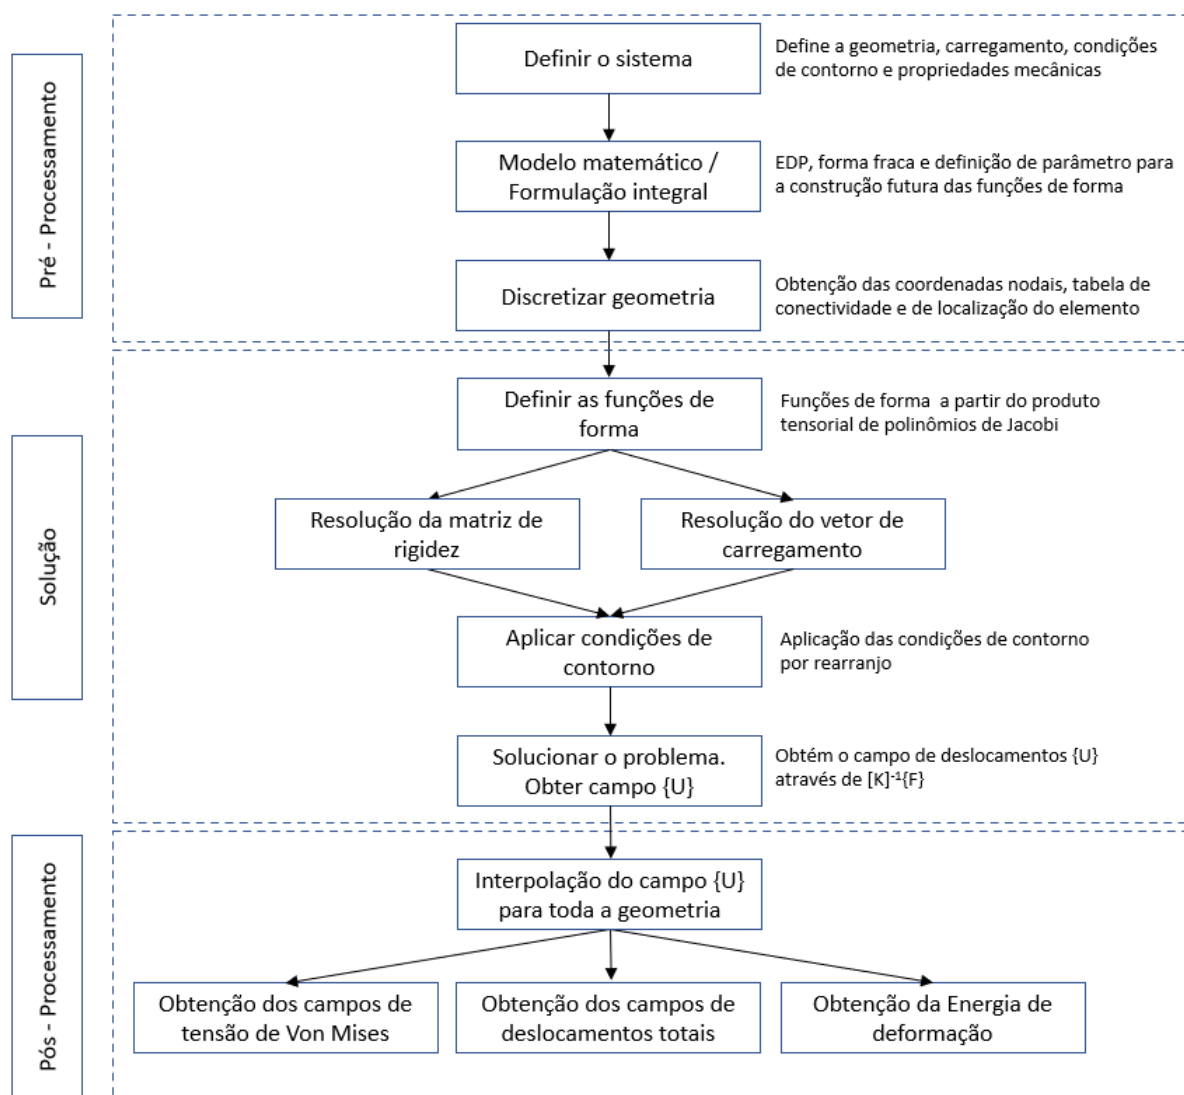 Pré - Processamento
Definir o sistema
Define a geometria, carregamento, condições
de contorno e propriedades mecânicas
Modelo matemático /
Formulação integral
EDP, forma fraca e definição de parâmetro para
a construção futura das funções de forma
Discretizar geometria
Obtenção das coordenadas nodais, tabela de
conectividade e de localização do elemento
Solução
Definir as funções de
forma
Funções de forma a partir do produto
tensorial de polinômios de Jacobi
Resolução da matriz de
rigidez
Resolução do vetor de
carregamento
Aplicar condições de
contorno
Aplicação das condições de contorno
por rearranjo
Solucionar o problema.
Obter campo {U}
Obtém o campo de deslocamentos {U}
através de [K]⁻¹{F}
Pós - Processamento
Interpolação do campo {U}
para toda a geometria
Obtenção dos campos de
tensão de Von Mises
Obtenção dos campos de
deslocamentos totais
Obtenção da Energia de
deformação